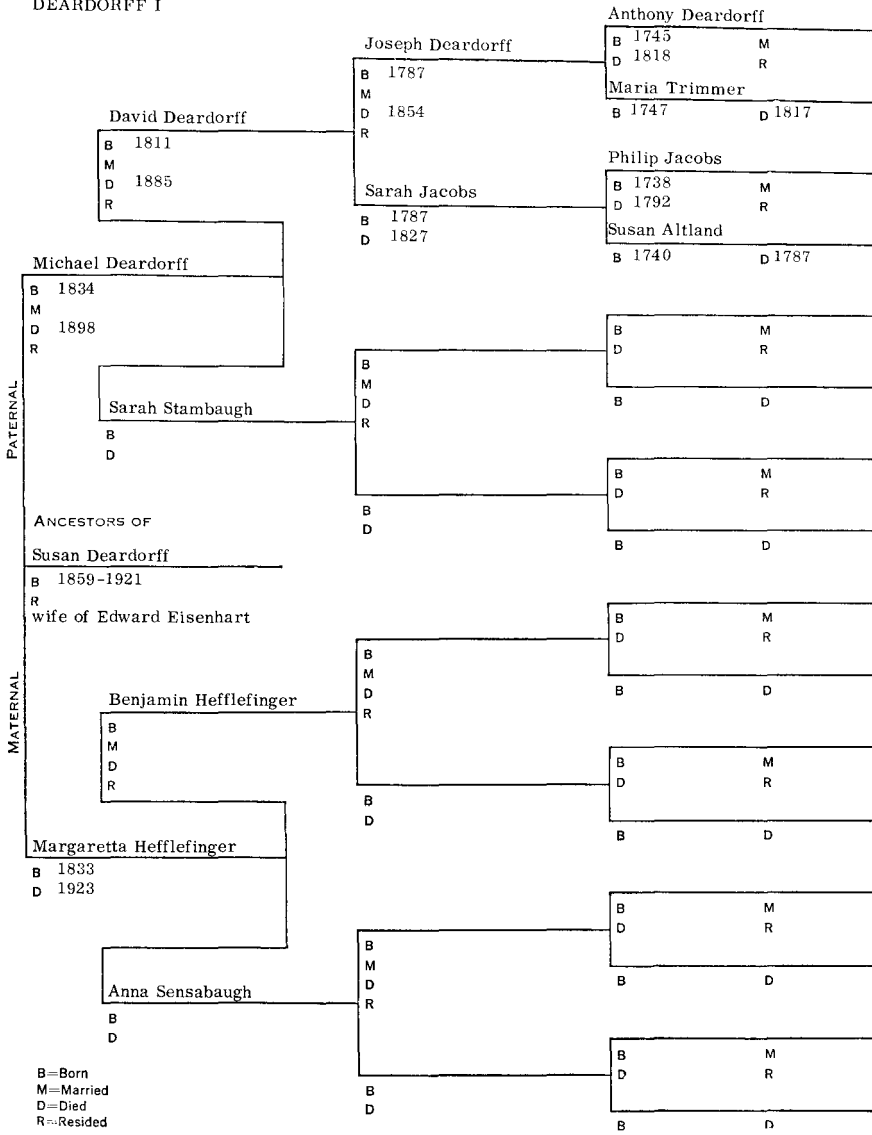 DEARDORFF I
Anthony Deardorff
B 1745 M
D 1818 R
Maria Trimmer
B 1747 D 1817
Joseph Deardorff
B 1787
M
D 1854
R
Philip Jacobs
B 1738 M
D 1792 R
Susan Altland
B 1740 D 1787
Sarah Jacobs
B 1787
D 1827
David Deardorff
B 1811
M
D 1885
R
Michael Deardorff
B 1834
M
D 1898
R
B M
D R
B D
B
M
D
R
B M
D R
B D
B
D
Sarah Stambaugh
B
D
PATERNAL
ANCESTORS OF
Susan Deardorff
B 1859-1921
R
wife of Edward Eisenhart
MATERNAL
B M
D R
B D
B
M
D
R
B M
D R
B D
B
D
Benjamin Hefflefinger
B
M
D
R
Margaretta Hefflefinger
B 1833
D 1923
B M
D R
B D
B
M
D
R
B M
D R
B D
B
D
Anna Sensabaugh
B
D
B=Born
M=Married
D=Died
R=Resided